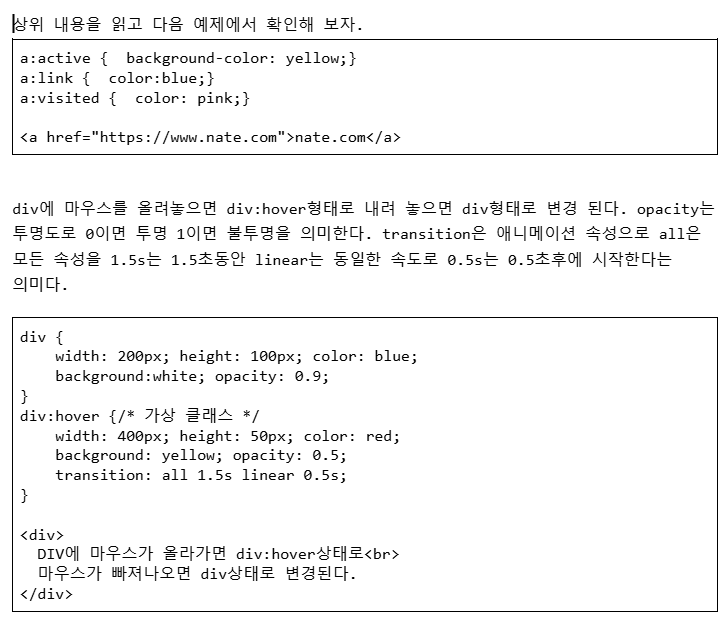 상위 내용을 읽고 다음 예제에서 확인해 보자.
a:active {  background-color: yellow;}
a:link {  color:blue;}
a:visited {  color: pink;}
<a href="https://www.nate.com">nate.com</a>
div에 마우스를 올려놓으면 div:hover형태로 내려 놓으면 div형태로 변경 된다. opacity는
투명도로 0이면 투명 1이면 불투명을 의미한다. transition은 애니메이션 속성으로 all은
모든 속성을 1.5s는 1.5초동안 linear는 동일한 속도로 0.5s는 0.5초후에 시작한다는
의미다.
div {
    width: 200px; height: 100px; color: blue;
    background:white; opacity: 0.9;
}
div:hover {/* 가상 클래스 */
    width: 400px; height: 50px; color: red;
    background: yellow; opacity: 0.5;
    transition: all 1.5s linear 0.5s;
}
<div>
  DIV에 마우스가 올라가면 div:hover상태로<br>
  마우스가 빠져나오면 div상태로 변경된다.
</div>